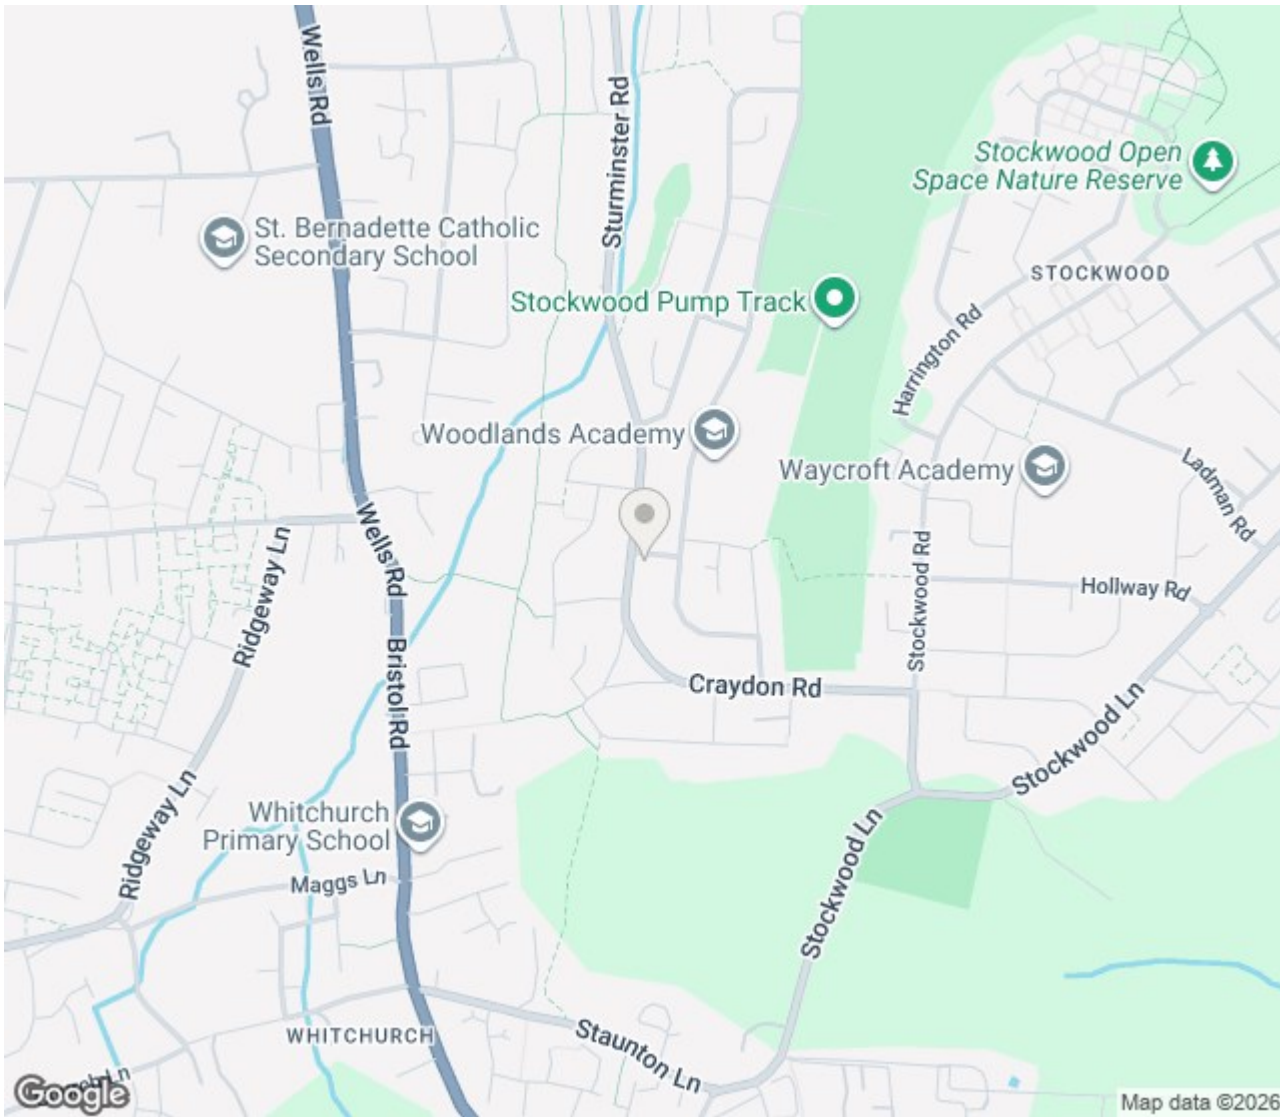 Wells Rd
Sturminster Rd
Stockwood Open
Space Nature Reserve
St. Bernadette Catholic
Secondary School
STOCKWOOD
Stockwood Pump Track
Harrington Rd
Woodlands Academy
Waycroft Academy
Ladman Rd
Wells Rd
Ridgeway Ln
Stockwood Rd
Hollway Rd
Bristol Rd
Craydon Rd
Stockwood Ln
Ridgeway Ln
Whitchurch
Primary School
Stockwood Ln
Maggs Ln
WHITCHURCH
Staunton Ln
Ln
Google
Map data ©2026